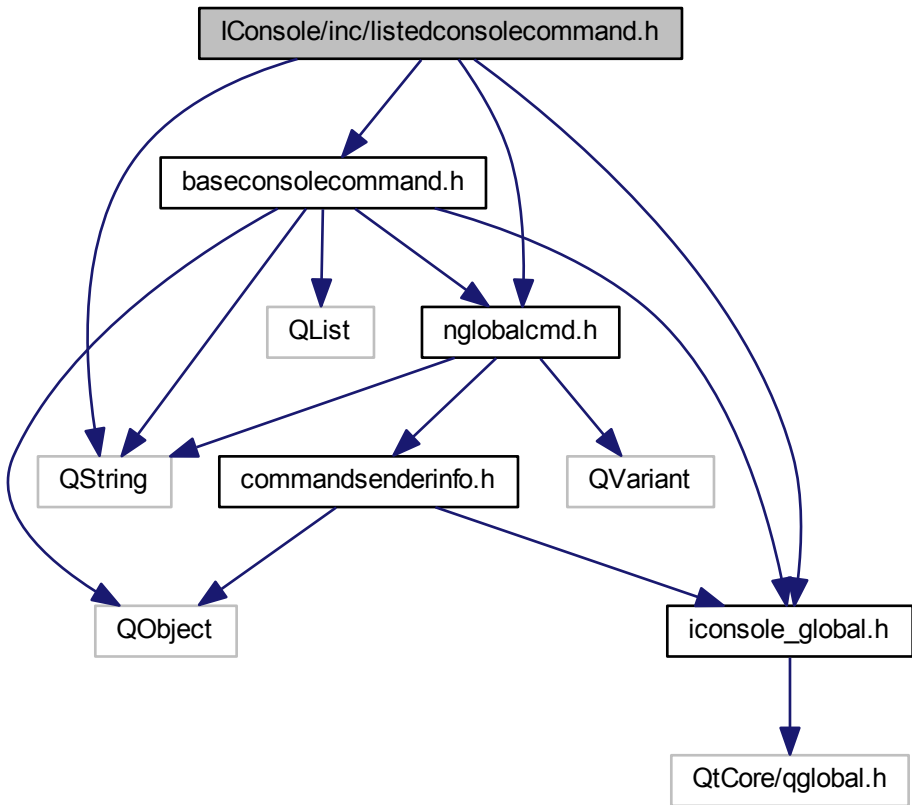 IConsole/inc/listedconsolecommand.h
baseconsolecommand.h
QList
nglobalcmd.h
QString
commandsenderinfo.h
QVariant
QObject
iconsole_global.h
QtCore/qglobal.h